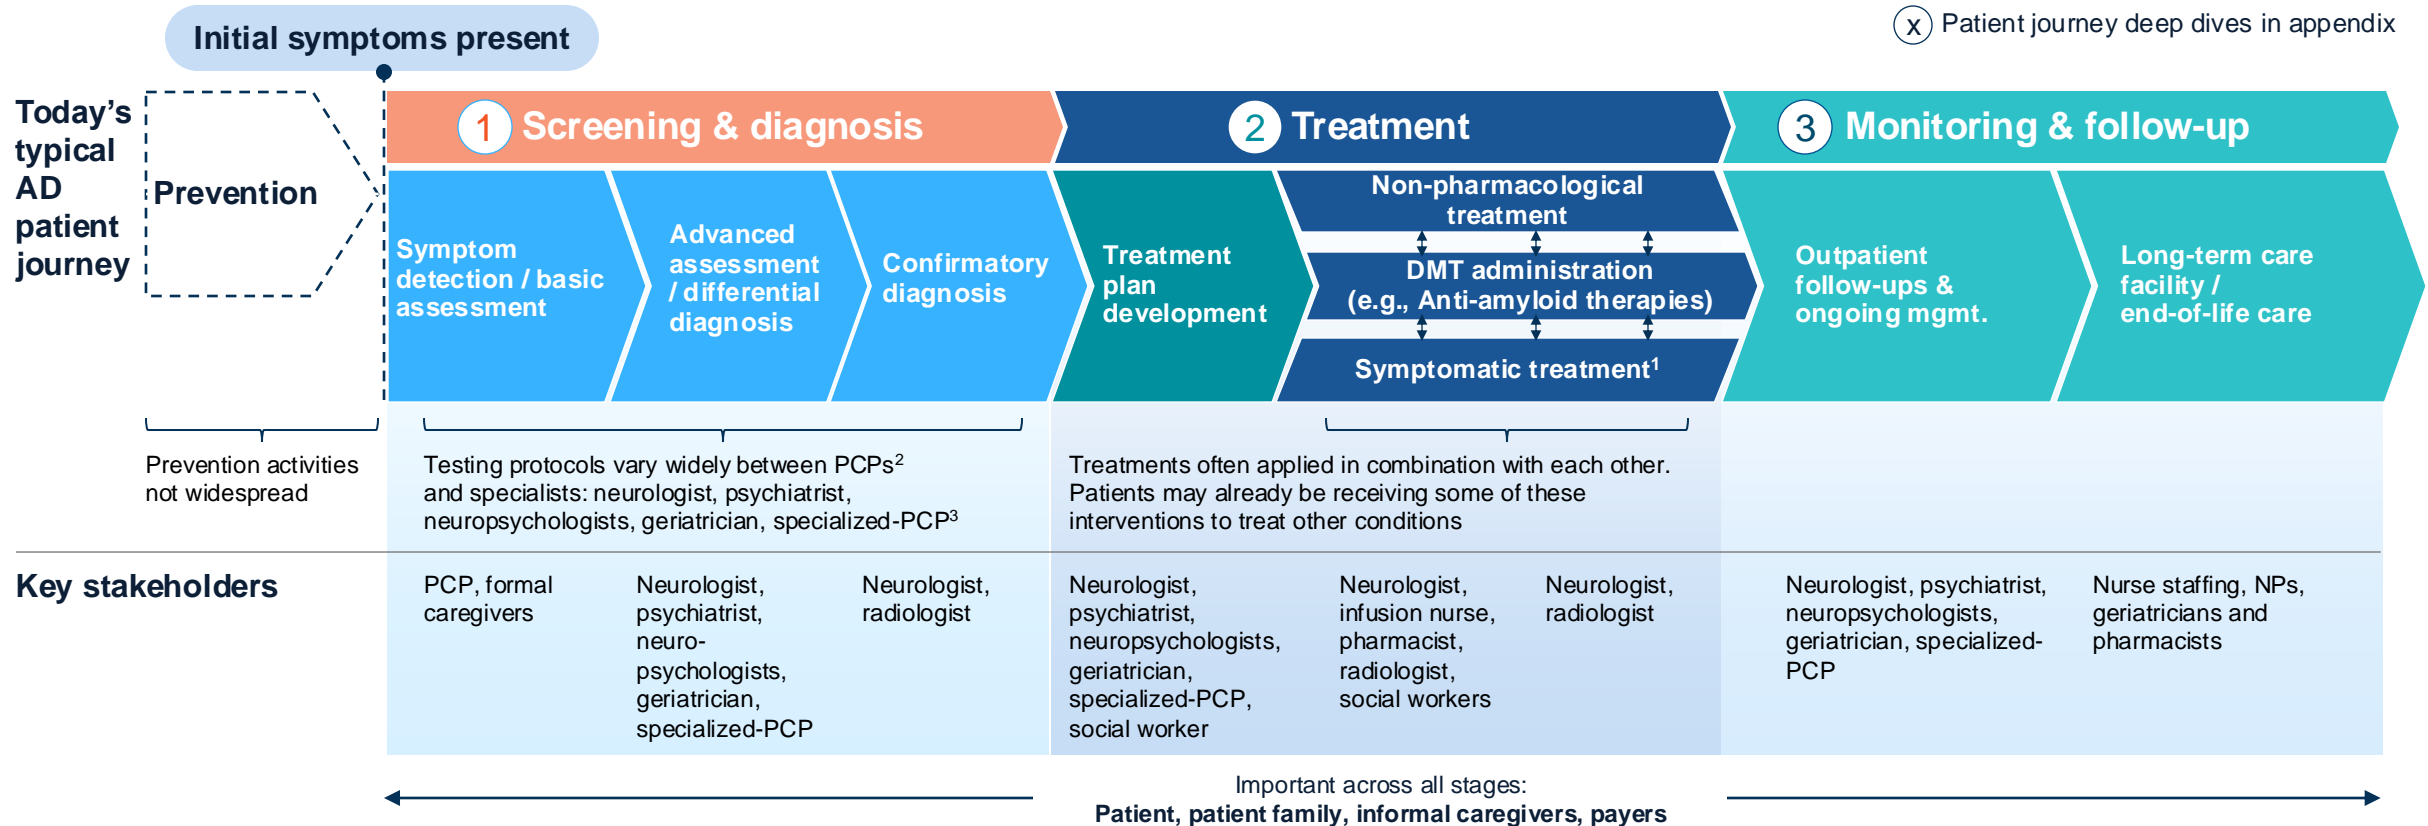 Initial symptoms present
x Patient journey deep dives in appendix
Today's
typical
AD
patient
journey
Prevention
1 Screening & diagnosis
2 Treatment
3 Monitoring & follow-up
Symptom
detection / basic
assessment
Advanced
assessment
/ differential
diagnosis
Confirmatory
diagnosis
Treatment
plan
development
Non-pharmacological
treatment
DMT administration
(e.g., Anti-amyloid therapies)
Symptomatic treatment¹
Outpatient
follow-ups &
ongoing mgmt.
Long-term care
facility /
end-of-life care
Prevention activities
not widespread
Testing protocols vary widely between PCPs²
and specialists: neurologist, psychiatrist,
neuropsychologists, geriatrician, specialized-PCP³
Treatments often applied in combination with each other.
Patients may already be receiving some of these
interventions to treat other conditions
Key stakeholders
PCP, formal
caregivers
Neurologist,
psychiatrist,
neuro-
psychologists,
geriatrician,
specialized-PCP
Neurologist,
radiologist
Neurologist,
psychiatrist,
neuropsychologists,
geriatrician,
specialized-PCP,
social worker
Neurologist,
infusion nurse,
pharmacist,
radiologist,
social workers
Neurologist,
radiologist
Neurologist, psychiatrist,
neuropsychologists,
geriatrician, specialized-
PCP
Nurse staffing, NPs,
geriatricians and
pharmacists
Important across all stages:
Patient, patient family, informal caregivers, payers